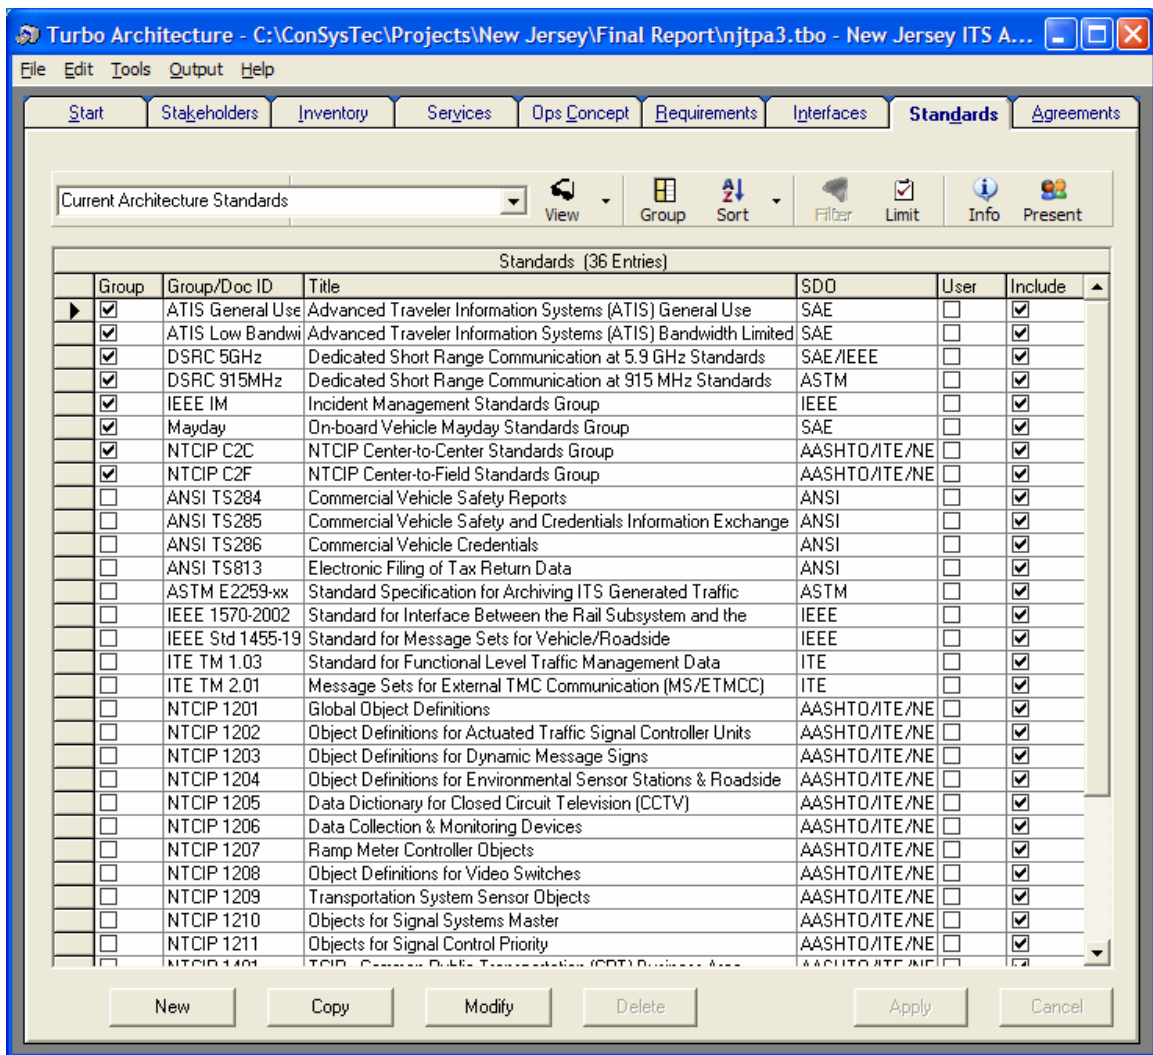 Turbo Architecture - C:\ConSysTec\Projects\New Jersey\Final Report\njtpa3.tbo - New Jersey ITS A...
File Edit Tools Output Help
Start Stakeholders Inventory Services Ops Concept Requirements Interfaces Standards Agreements
Current Architecture Standards View Group Sort Filter Limit Info Present
Standards (36 Entries)
Group Group/Doc ID Title SDO User Include
ATIS General Use Advanced Traveler Information Systems (ATIS) General Use SAE
ATIS Low Bandwi Advanced Traveler Information Systems (ATIS) Bandwidth Limited SAE
DSRC 5GHz Dedicated Short Range Communication at 5.9 GHz Standards SAE/IEEE
DSRC 915MHz Dedicated Short Range Communication at 915 MHz Standards ASTM
IEEE IM Incident Management Standards Group IEEE
Mayday On-board Vehicle Mayday Standards Group SAE
NTCIP C2C NTCIP Center-to-Center Standards Group AASHTO/ITE/NE
NTCIP C2F NTCIP Center-to-Field Standards Group AASHTO/ITE/NE
ANSI TS284 Commercial Vehicle Safety Reports ANSI
ANSI TS285 Commercial Vehicle Safety and Credentials Information Exchange ANSI
ANSI TS286 Commercial Vehicle Credentials ANSI
ANSI TS813 Electronic Filing of Tax Return Data ANSI
ASTM E2259-xx Standard Specification for Archiving ITS Generated Traffic ASTM
IEEE 1570-2002 Standard for Interface Between the Rail Subsystem and the IEEE
IEEE Std 1455-19 Standard for Message Sets for Vehicle/Roadside IEEE
ITE TM 1.03 Standard for Functional Level Traffic Management Data ITE
ITE TM 2.01 Message Sets for External TMC Communication (MS/ETMCC) ITE
NTCIP 1201 Global Object Definitions AASHTO/ITE/NE
NTCIP 1202 Object Definitions for Actuated Traffic Signal Controller Units AASHTO/ITE/NE
NTCIP 1203 Object Definitions for Dynamic Message Signs AASHTO/ITE/NE
NTCIP 1204 Object Definitions for Environmental Sensor Stations & Roadside AASHTO/ITE/NE
NTCIP 1205 Data Dictionary for Closed Circuit Television (CCTV) AASHTO/ITE/NE
NTCIP 1206 Data Collection & Monitoring Devices AASHTO/ITE/NE
NTCIP 1207 Ramp Meter Controller Objects AASHTO/ITE/NE
NTCIP 1208 Object Definitions for Video Switches AASHTO/ITE/NE
NTCIP 1209 Transportation System Sensor Objects AASHTO/ITE/NE
NTCIP 1210 Objects for Signal Systems Master AASHTO/ITE/NE
NTCIP 1211 Objects for Signal Control Priority AASHTO/ITE/NE
NTCIP 1401 TCIP - Common Public Transportation (CPT) Business Area AASHTO/ITE/NE
New Copy Modify Delete Apply Cancel